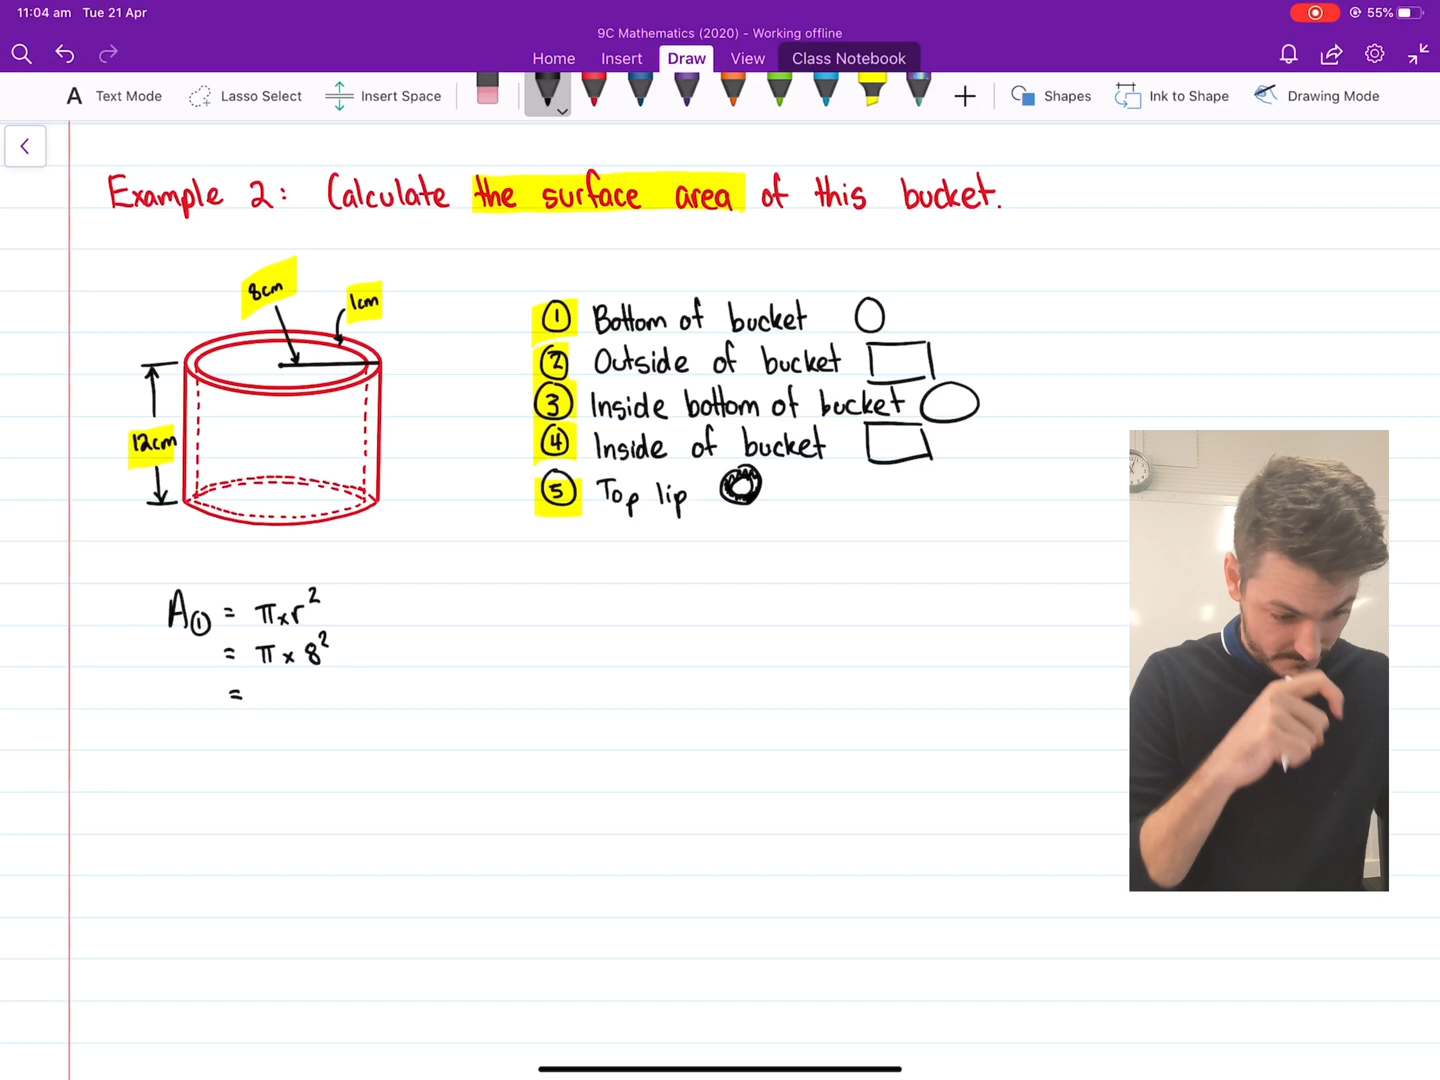 11:04 am Tue 21 Apr
55%
9C Mathematics (2020) - Working offline
Home Insert Draw View Class Notebook
A Text Mode Lasso Select Insert Space Shapes Ink to Shape Drawing Mode
Example 2: Calculate the surface area of this bucket.
8cm
1cm
12cm
① Bottom of bucket
② Outside of bucket
③ Inside bottom of bucket
④ Inside of bucket
⑤ Top lip
A① = π×r²
= π × 8²
=